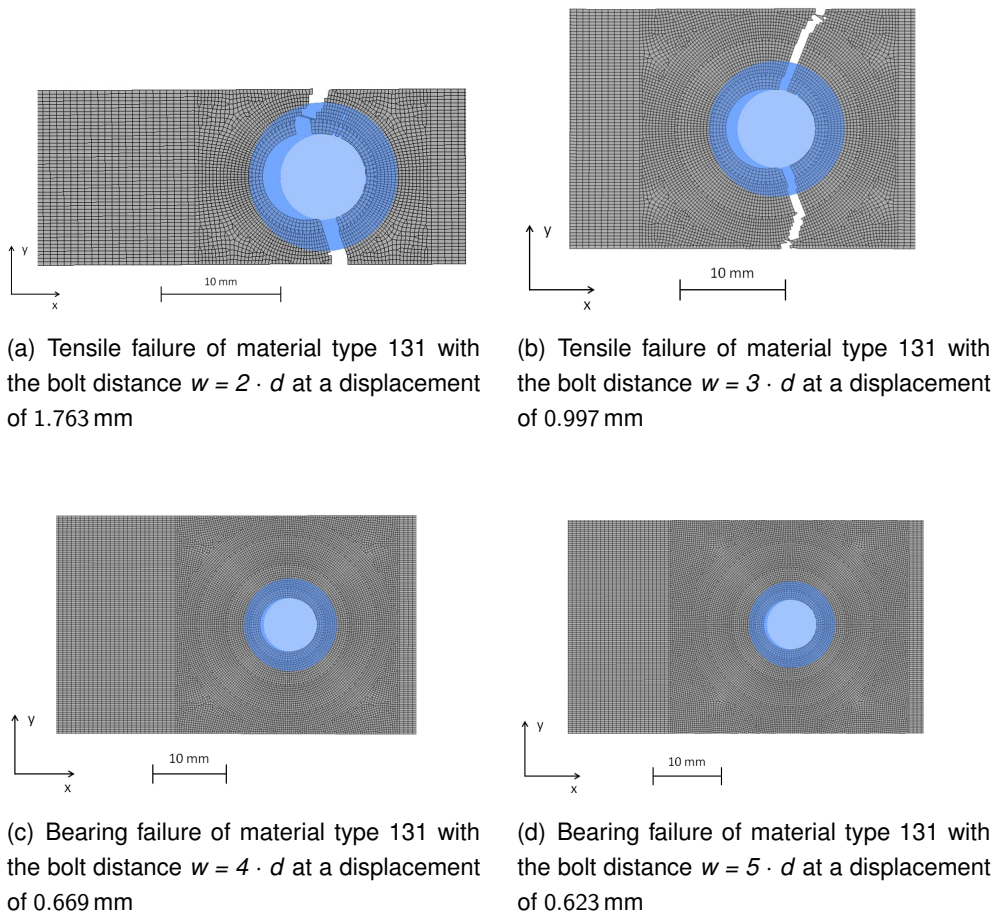 y
x
10 mm
y
x
10 mm
(a) Tensile failure of material type 131 with
the bolt distance w = 2 · d at a displacement
of 1.763 mm
(b) Tensile failure of material type 131 with
the bolt distance w = 3 · d at a displacement
of 0.997 mm
y
x
10 mm
y
x
10 mm
(c) Bearing failure of material type 131 with
the bolt distance w = 4 · d at a displacement
of 0.669 mm
(d) Bearing failure of material type 131 with
the bolt distance w = 5 · d at a displacement
of 0.623 mm